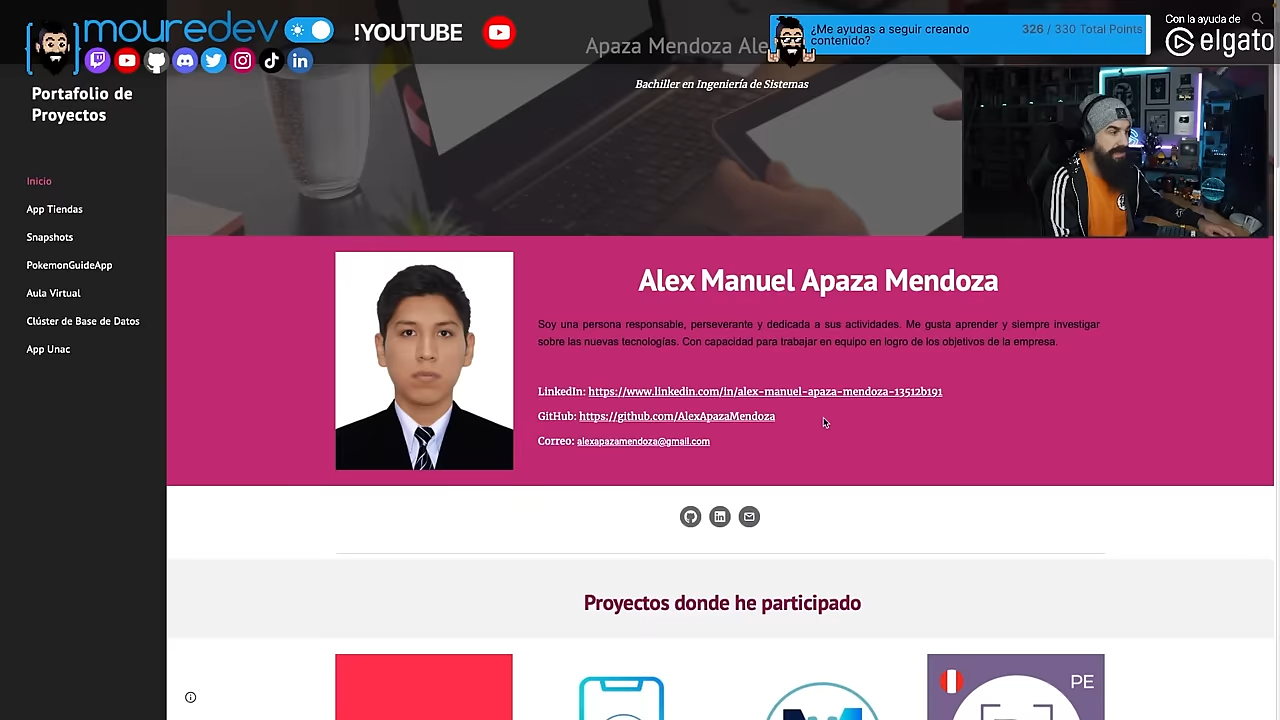 mouredev
!YOUTUBE
Apaza Mendoza Ale
¿Me ayudas a seguir creando
contenido?
326 / 330 Total Points
Con la ayuda de
elgato
Portafolio de
Proyectos
Bachiller en Ingeniería de Sistemas
Inicio
App Tiendas
Snapshots
PokemonGuideApp
Aula Virtual
Clúster de Base de Datos
App Unac
Alex Manuel Apaza Mendoza
Soy una persona responsable, perseverante y dedicada a sus actividades. Me gusta aprender y siempre investigar
sobre las nuevas tecnologías. Con capacidad para trabajar en equipo en logro de los objetivos de la empresa.
LinkedIn: https://www.linkedin.com/in/alex-manuel-apaza-mendoza-13512b191
GitHub: https://github.com/AlexApazaMendoza
Correo: alexapazamendoza@gmail.com
Proyectos donde he participado
PE